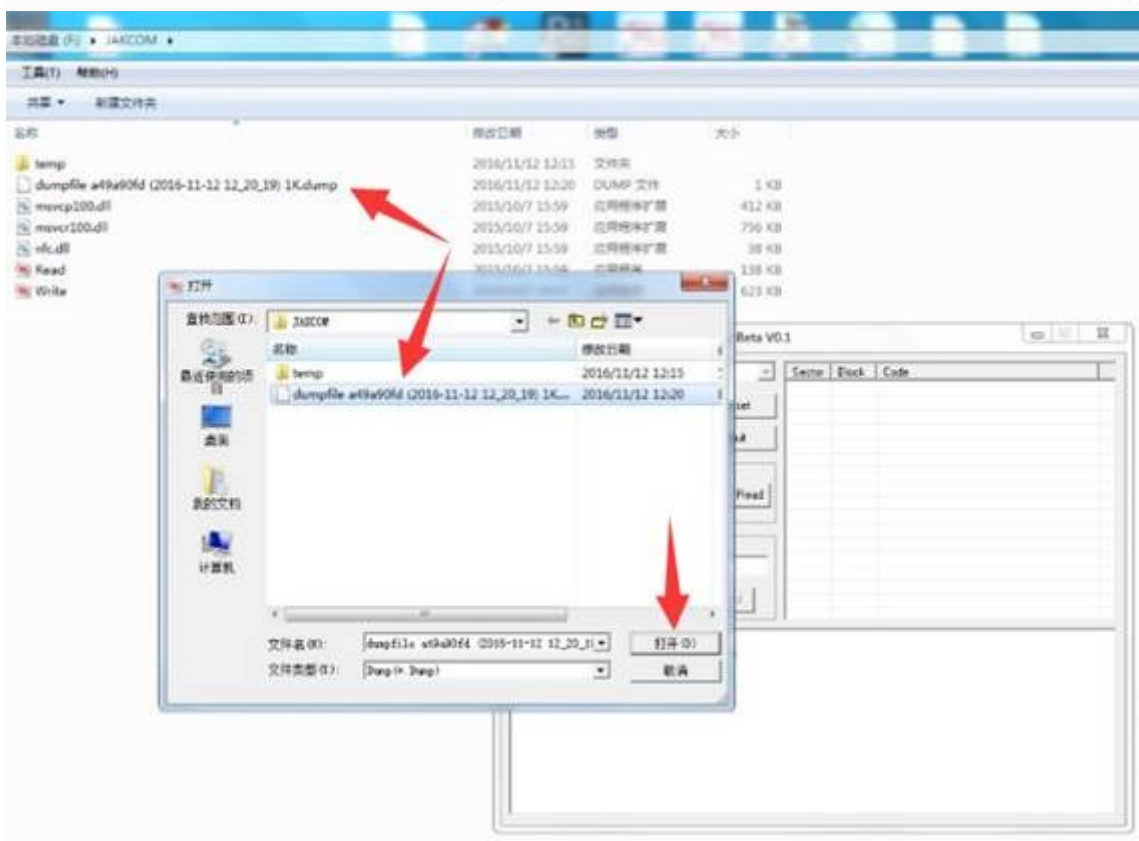 本地磁盘 (F:) ▸ JAKCOM ▸
工具(T) 帮助(H)
共享 ▾ 新建文件夹
名称 修改日期 类型 大小
temp 2016/11/12 12:15 文件夹
dumpfile a49a90fd (2016-11-12 12_20_19) 1K.dump 2016/11/12 12:20 DUMP 文件 1 KB
msvcp100.dll 2015/10/7 15:59 应用程序扩展 412 KB
msvcr100.dll 2015/10/7 15:59 应用程序扩展 756 KB
nfc.dll 2015/10/7 15:59 应用程序扩展 38 KB
Read 应用程序 138 KB
Write 623 KB
打开
查找范围(I): JAKCOM
名称 修改日期
temp 2016/11/12 12:15
dumpfile a49a90fd (2016-11-12 12_20_19) 1K... 2016/11/12 12:20
最近使用的项目
桌面
我的文档
计算机
文件名(N): dumpfile a49a90fd (2016-11-12 12_20_1
打开(O)
文件类型(T): Dump (*.Dump)
取消
Beta V0.1
Sector Block Code
Read